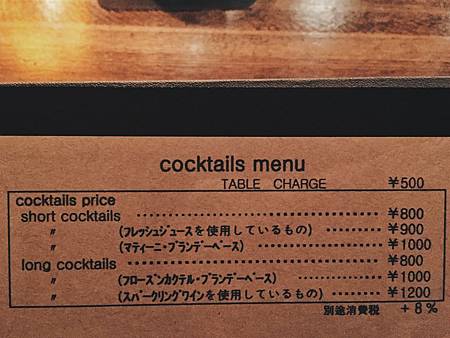 cocktails menu
TABLE CHARGE ¥500
cocktails price
short cocktails ･･････････････････････････････ ¥800
〃 (フレッシュジュースを使用しているもの) ･･････････ ¥900
〃 (マティーニ・ブランデーベース) ････････････････････ ¥1000
long cocktails ･･････････････････････････････ ¥800
〃 (フローズンカクテル・ブランデーベース) ･･････････････ ¥1000
〃 (スパークリングワインを使用しているもの) ･･････････ ¥1200
別途消費税 +8%